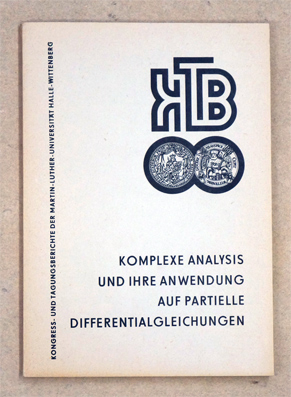 KTB
KOMPLEXE ANALYSIS
UND IHRE ANWENDUNG
AUF PARTIELLE
DIFFERENTIALGLEICHUNGEN
KONGRESS- UND TAGUNGSBERICHTE DER MARTIN-LUTHER-UNIVERSITÄT HALLE-WITTENBERG